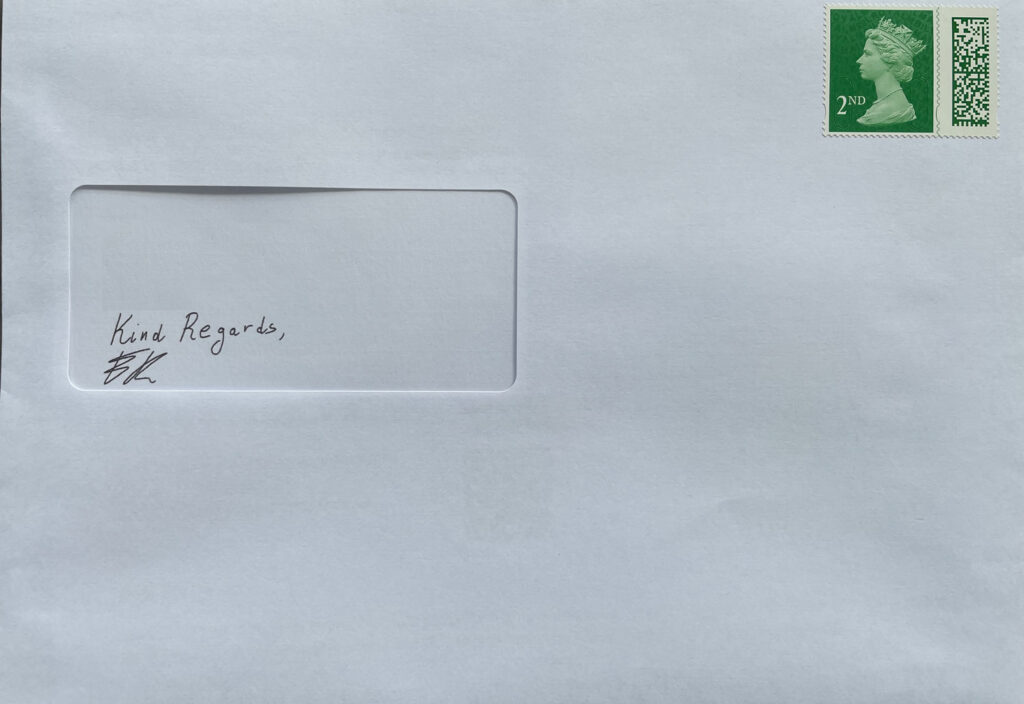 2ND
Kind Regards,